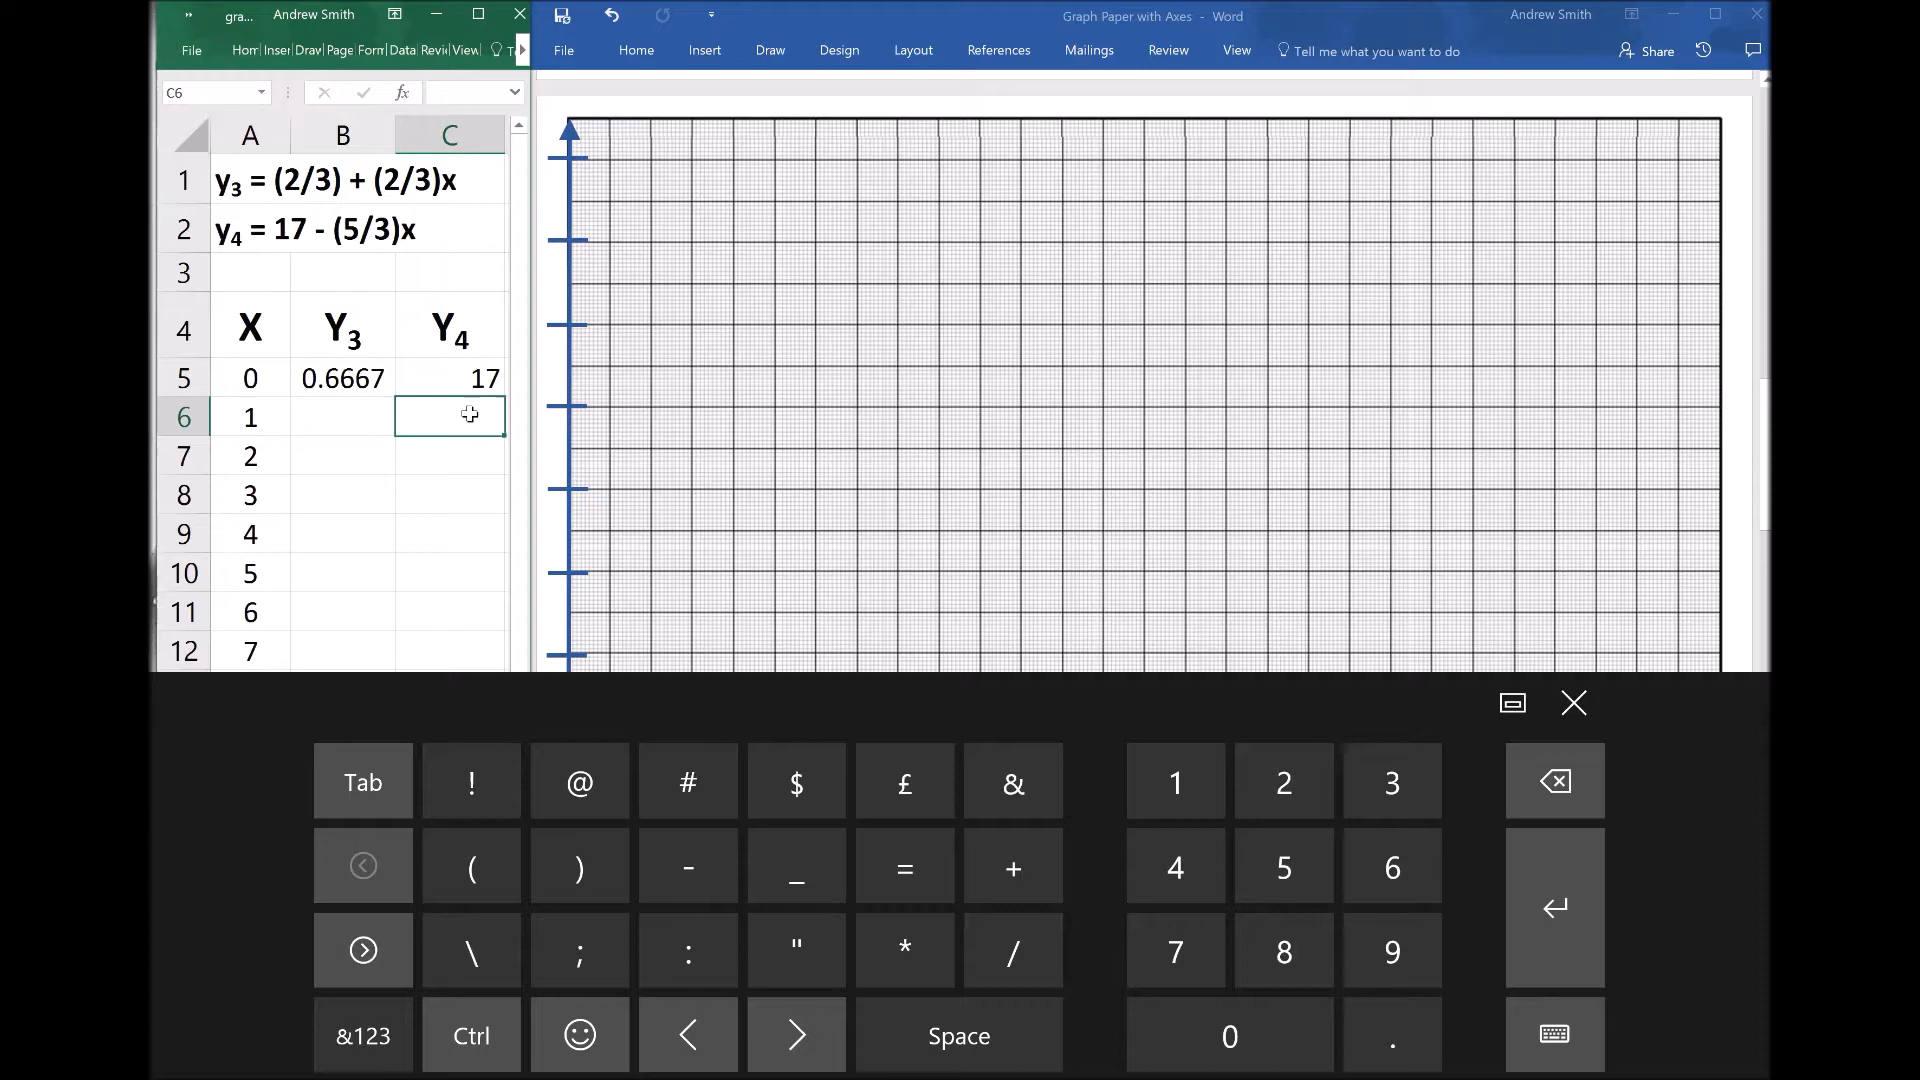 gra... Andrew Smith
File Hom Inser Draw Page Form Data Revie View
C6 fx
A B C
1 y3 = (2/3) + (2/3)x
2 y4 = 17 - (5/3)x
3
4 X Y3 Y4
5 0 0.6667 17
6 1
7 2
8 3
9 4
10 5
11 6
12 7
Graph Paper with Axes - Word Andrew Smith
File Home Insert Draw Design Layout References Mailings Review View Tell me what you want to do Share
Tab ! @ # $ £ & 1 2 3
( ) - _ = + 4 5 6
\ ; : " * / 7 8 9
&123 Ctrl Space 0 .